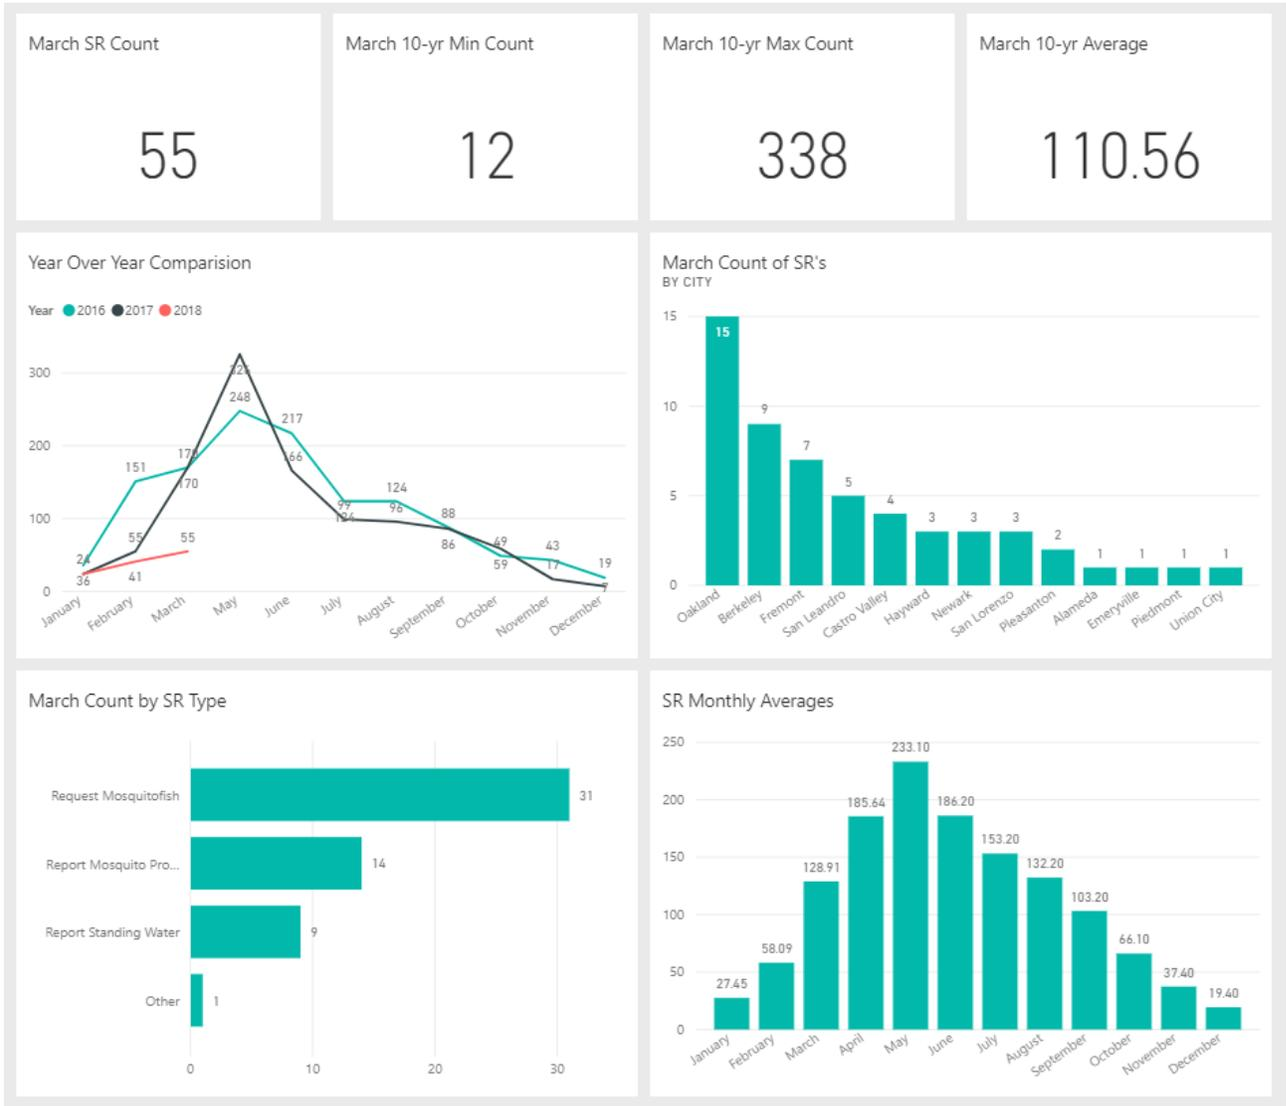 March SR Count
55
March 10-yr Min Count
12
March 10-yr Max Count
338
March 10-yr Average
110.56
Year Over Year Comparision
Year 2016 2017 2018
300
200
100
0
24
36
151
55
41
170
55
248
217
124
99
96
88
86
49
59
43
17
19
7
January
February
March
May
June
July
August
September
October
November
December
March Count of SR's
BY CITY
15
10
5
0
15
9
7
5
4
3
3
3
2
1
1
1
1
Oakland
Berkeley
Fremont
San Leandro
Castro Valley
Hayward
Newark
San Lorenzo
Pleasanton
Alameda
Emeryville
Piedmont
Union City
March Count by SR Type
Request Mosquitofish 31
Report Mosquito Pro... 14
Report Standing Water 9
Other 1
0 10 20 30
SR Monthly Averages
250
200
150
100
50
0
27.45
58.09
128.91
185.64
233.10
186.20
153.20
132.20
103.20
66.10
37.40
19.40
January
February
March
April
May
June
July
August
September
October
November
December